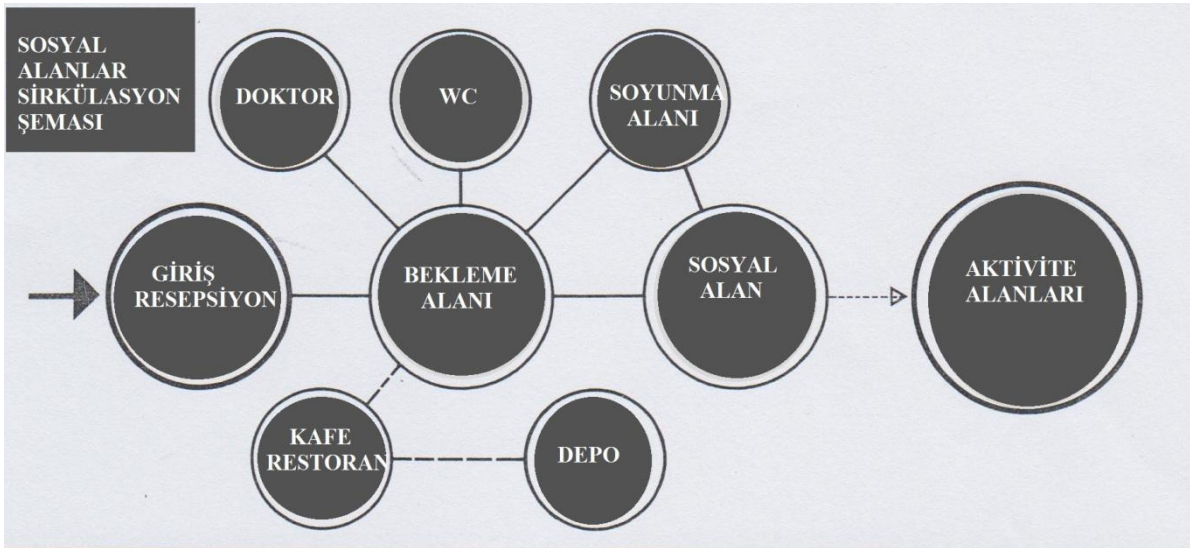 SOSYAL
ALANLAR
SİRKÜLASYON
ŞEMASI
DOKTOR
WC
SOYUNMA
ALANI
GİRİŞ
RESEPSİYON
BEKLEME
ALANI
SOSYAL
ALAN
AKTİVİTE
ALANLARI
KAFE
RESTORAN
DEPO